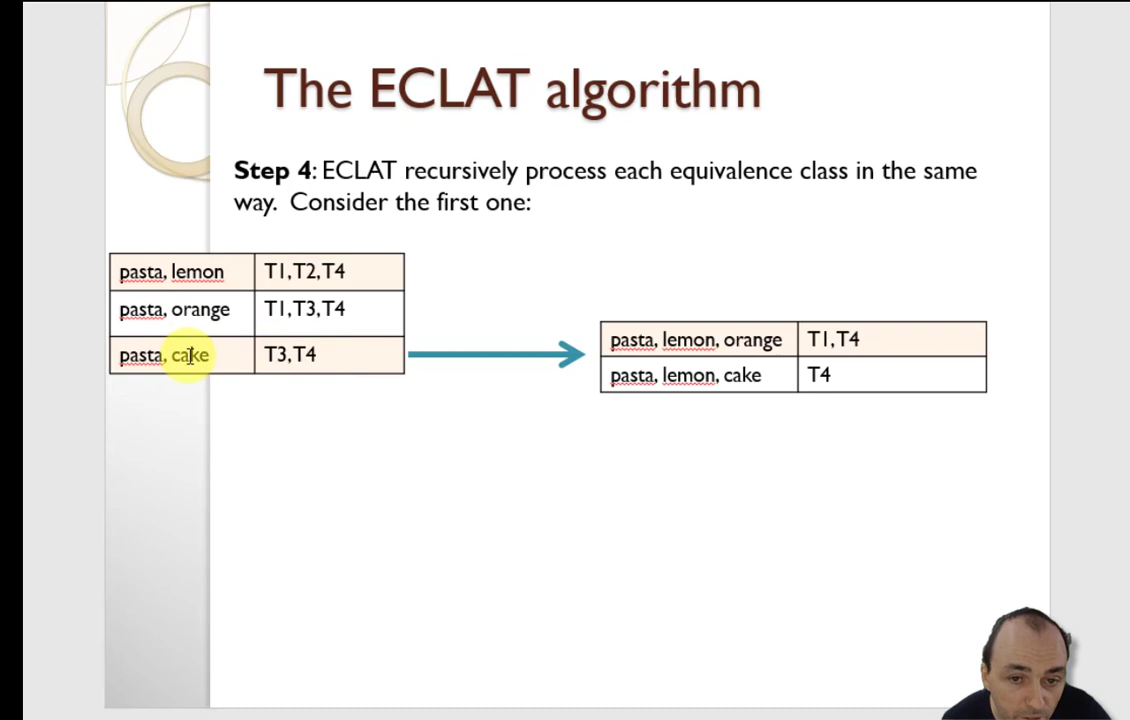 The ECLAT algorithm
Step 4: ECLAT recursively process each equivalence class in the same
way. Consider the first one:
pasta, lemon T1,T2,T4
pasta, orange T1,T3,T4
pasta, cake T3,T4
pasta, lemon, orange T1,T4
pasta, lemon, cake T4